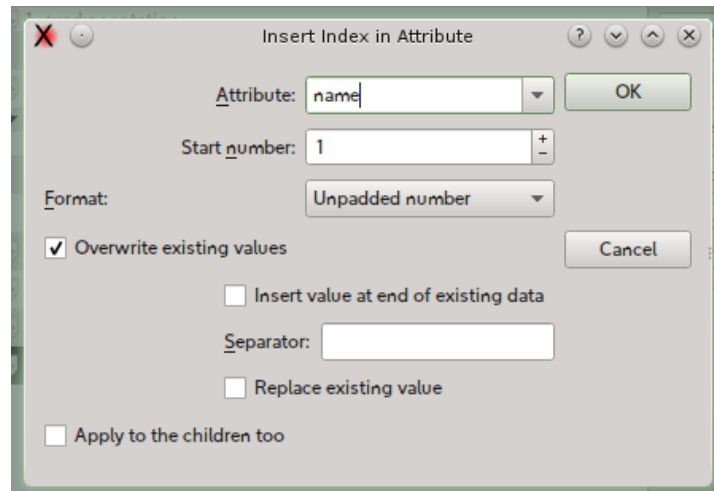 Insert Index in Attribute
Attribute: name
OK
Start number: 1
Format: Unpadded number
Overwrite existing values
Cancel
Insert value at end of existing data
Separator:
Replace existing value
Apply to the children too